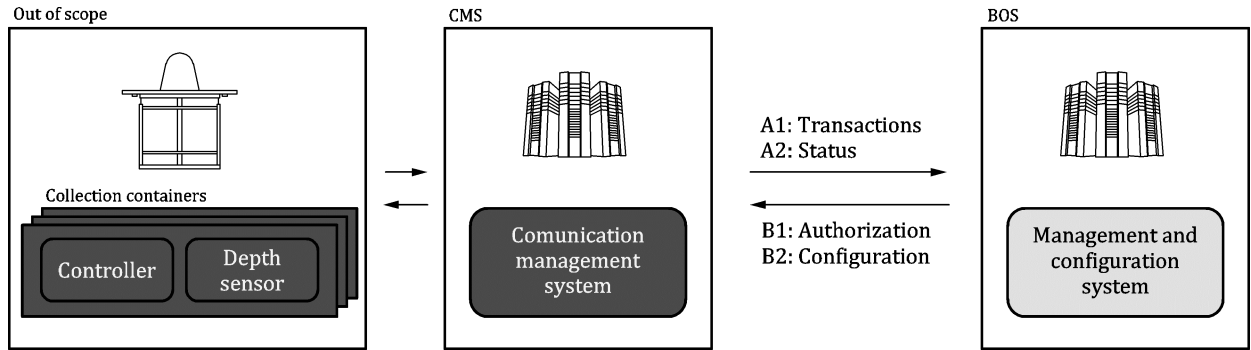 Out of scope
CMS
BOS
Collection containers
Controller
Depth
sensor
Comunication
management
system
A1: Transactions
A2: Status
B1: Authorization
B2: Configuration
Management and
configuration
system